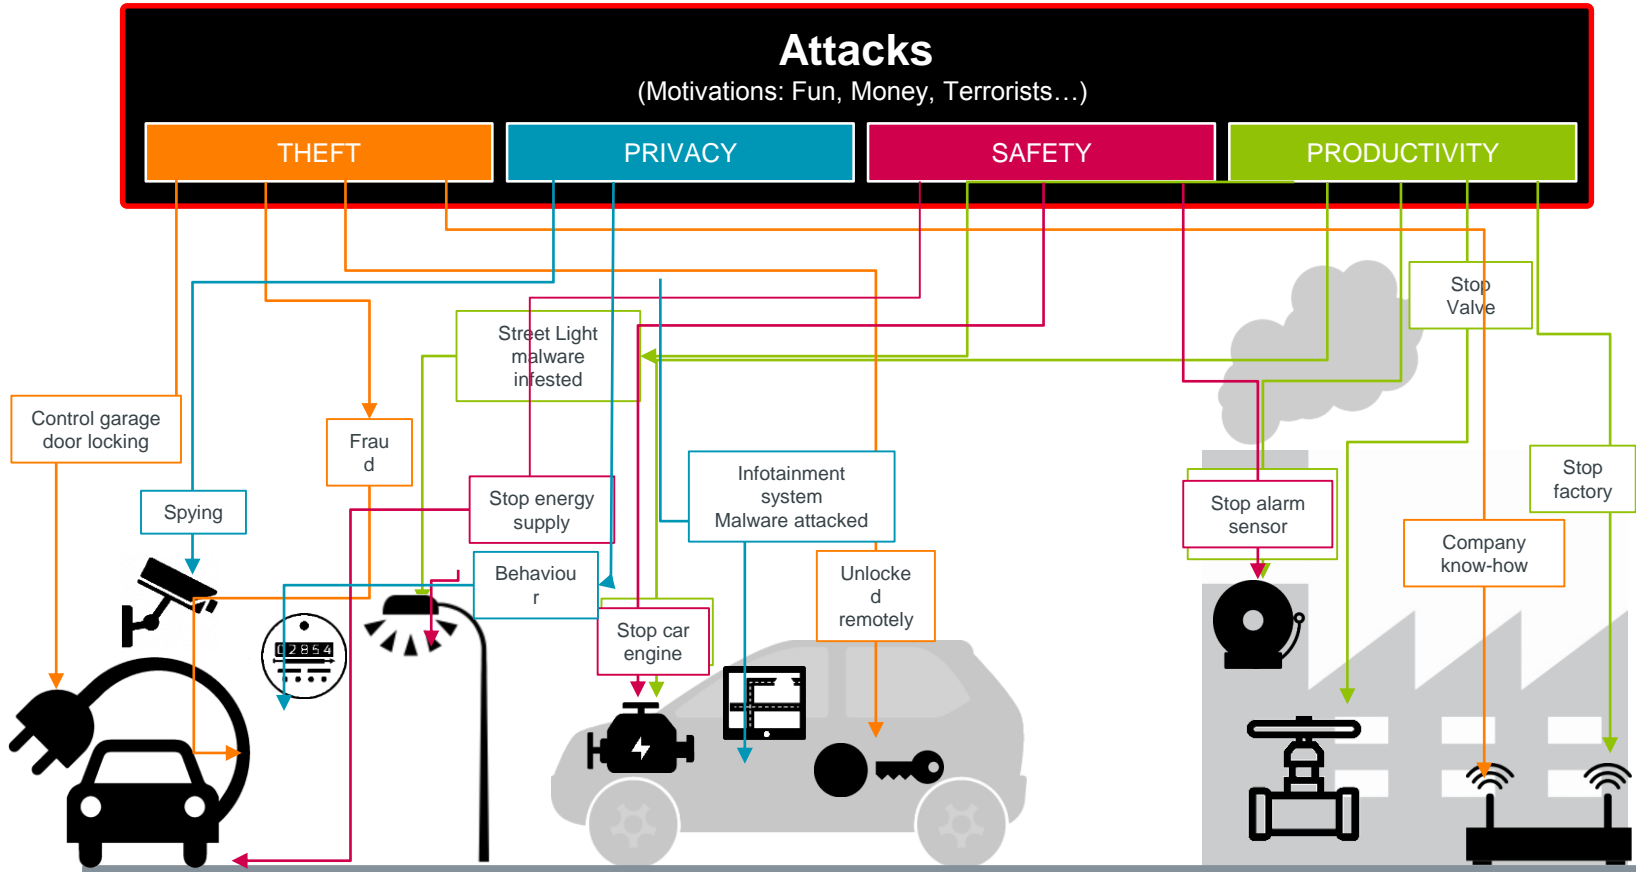 Attacks
(Motivations: Fun, Money, Terrorists…)
THEFT
PRIVACY
SAFETY
PRODUCTIVITY
Stop
Valve
Street Light
malware
infested
Control garage
door locking
Frau
d
Infotainment
system
Malware attacked
Stop
factory
Spying
Stop energy
supply
Stop alarm
sensor
Company
know-how
Behaviou
r
Unlocke
d
remotely
Stop car
engine
02854